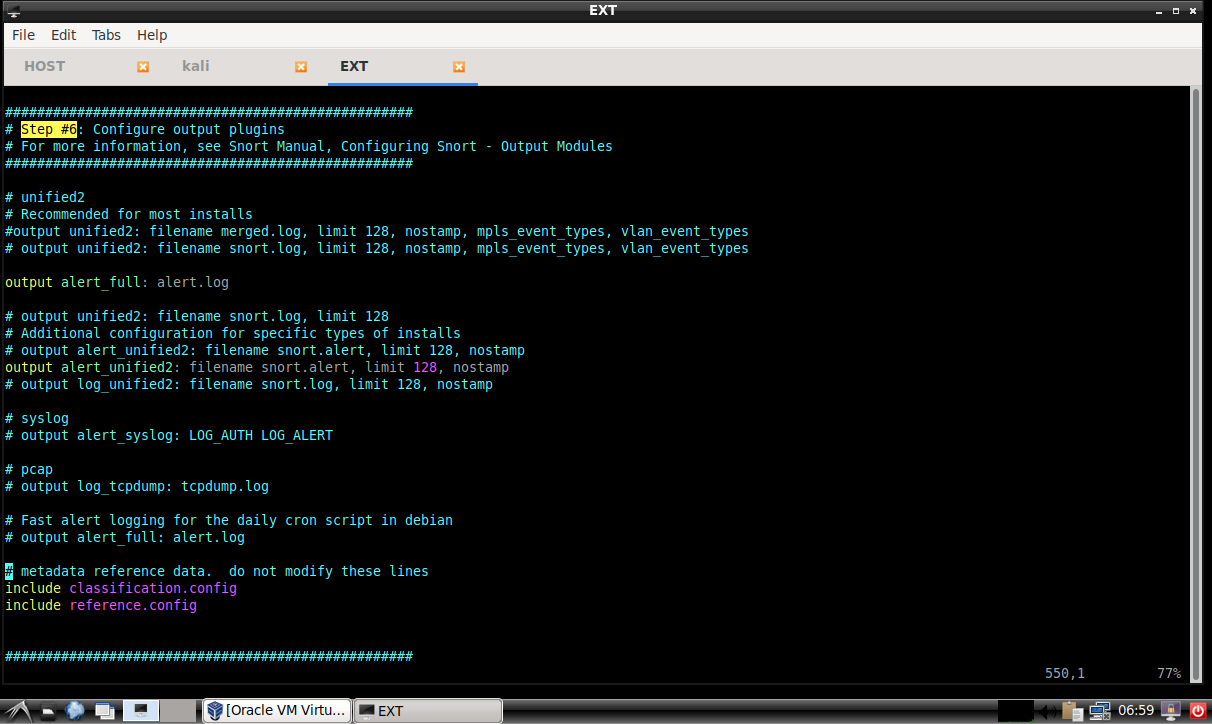 EXT
File Edit Tabs Help
HOST kali EXT
###################################################
# Step #6: Configure output plugins
# For more information, see Snort Manual, Configuring Snort - Output Modules
###################################################
# unified2
# Recommended for most installs
#output unified2: filename merged.log, limit 128, nostamp, mpls_event_types, vlan_event_types
# output unified2: filename snort.log, limit 128, nostamp, mpls_event_types, vlan_event_types
output alert_full: alert.log
# output unified2: filename snort.log, limit 128
# Additional configuration for specific types of installs
# output alert_unified2: filename snort.alert, limit 128, nostamp
output alert_unified2: filename snort.alert, limit 128, nostamp
# output log_unified2: filename snort.log, limit 128, nostamp
# syslog
# output alert_syslog: LOG_AUTH LOG_ALERT
# pcap
# output log_tcpdump: tcpdump.log
# Fast alert logging for the daily cron script in debian
# output alert_full: alert.log
# metadata reference data.  do not modify these lines
include classification.config
include reference.config
###################################################
550,1 77%
[Oracle VM Virtu... EXT 06:59